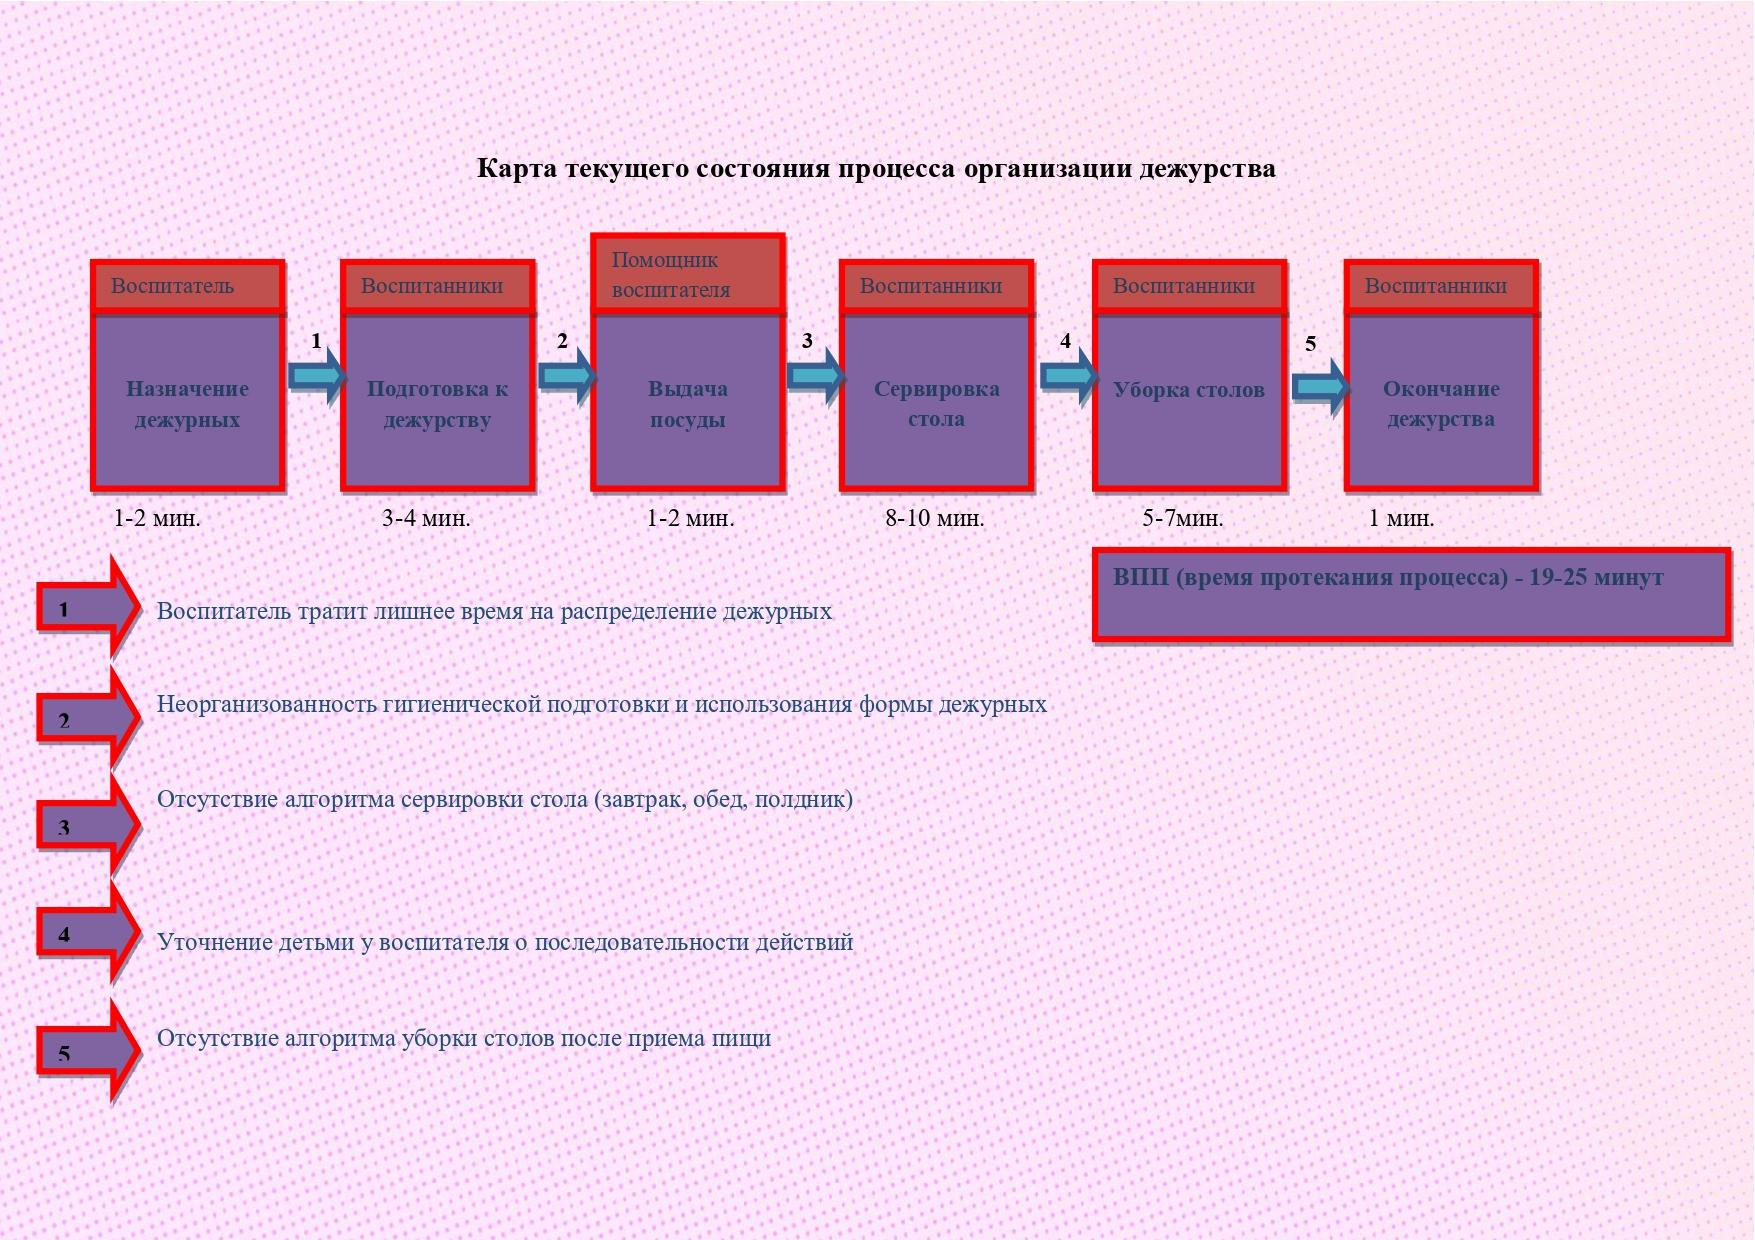 Карта текущего состояния процесса организации дежурства
Воспитатель
Назначение
дежурных
1-2 мин.
1
Воспитанники
Подготовка к
дежурству
3-4 мин.
2
Помощник
воспитателя
Выдача
посуды
1-2 мин.
3
Воспитанники
Сервировка
стола
8-10 мин.
4
Воспитанники
Уборка столов
5-7мин.
5
Воспитанники
Окончание
дежурства
1 мин.
ВПП (время протекания процесса) - 19-25 минут
1
Воспитатель тратит лишнее время на распределение дежурных
2
Неорганизованность гигиенической подготовки и использования формы дежурных
3
Отсутствие алгоритма сервировки стола (завтрак, обед, полдник)
4
Уточнение детьми у воспитателя о последовательности действий
5
Отсутствие алгоритма уборки столов после приема пищи